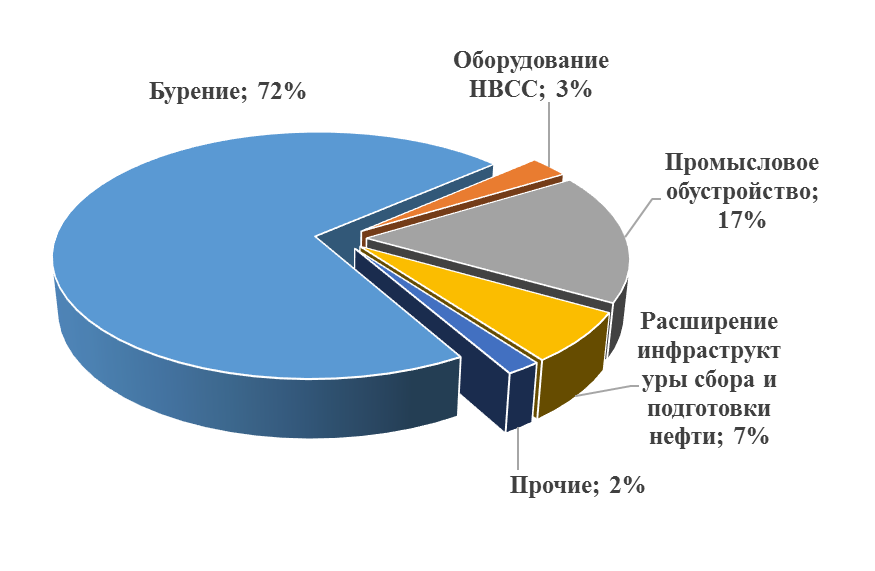 Бурение; 72%
Оборудование
НВСС; 3%
Промысловое
обустройство;
17%
Расширение
инфраструкт
уры сбора и
подготовки
нефти; 7%
Прочие; 2%